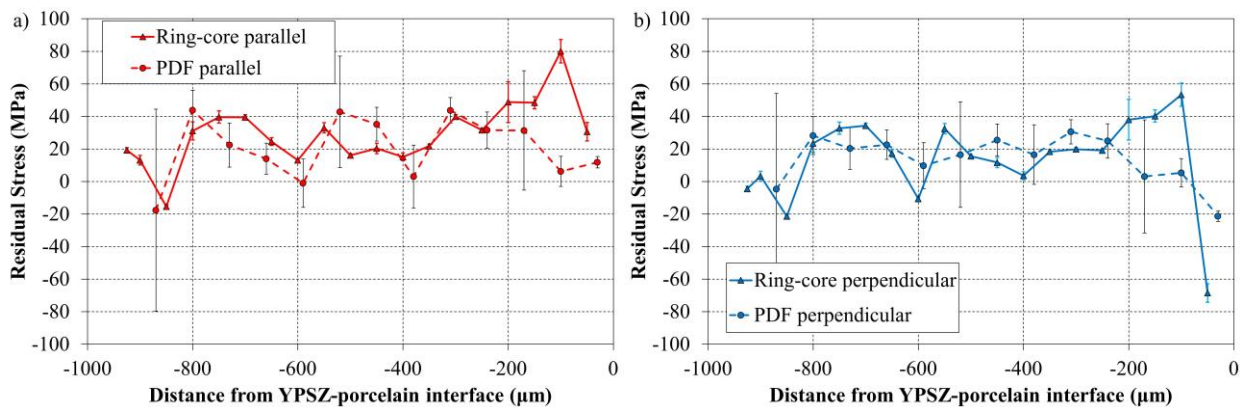 a)
Residual Stress (MPa)
100
80
60
40
20
0
-20
-40
-60
-80
-100
Ring-core parallel
PDF parallel
-1000 -800 -600 -400 -200 0
Distance from YPSZ-porcelain interface (μm)
b)
Residual Stress (MPa)
100
80
60
40
20
0
-20
-40
-60
-80
-100
Ring-core perpendicular
PDF perpendicular
-1000 -800 -600 -400 -200 0
Distance from YPSZ-porcelain interface (μm)